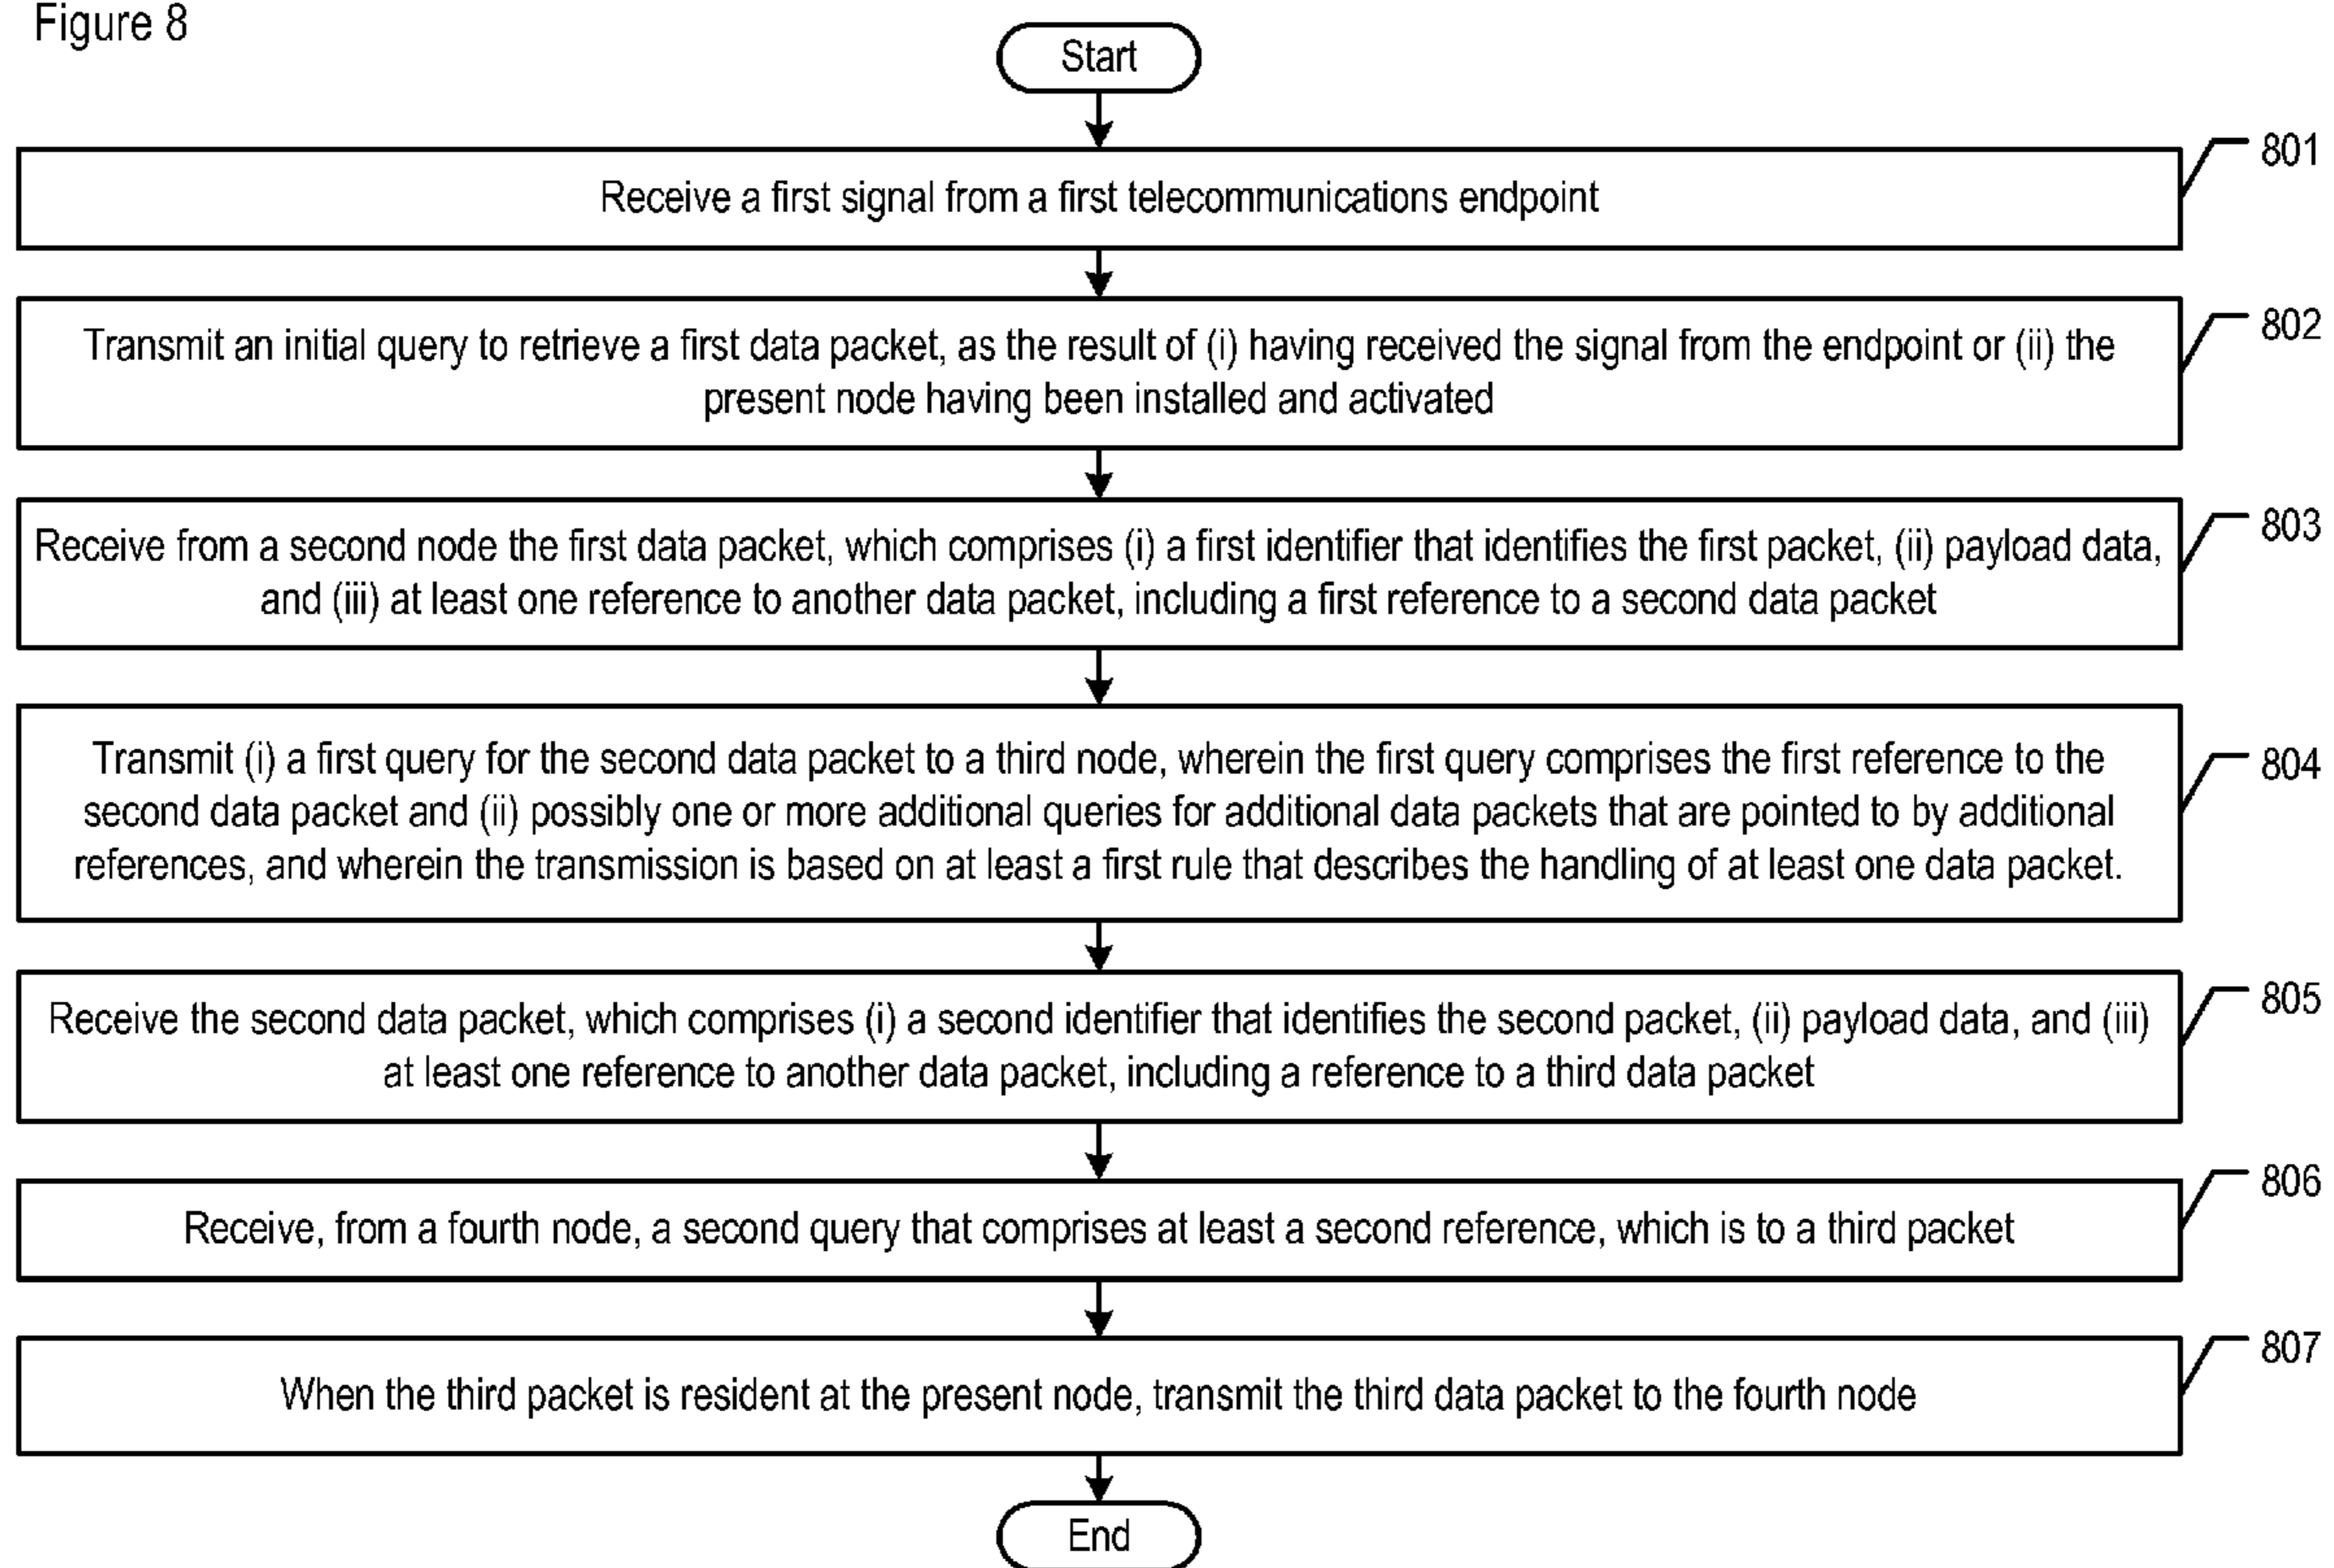 Figure 8
Start
Receive a first signal from a first telecommunications endpoint
801
Transmit an initial query to retrieve a first data packet, as the result of (i) having received the signal from the endpoint or (ii) the
present node having been installed and activated
802
Receive from a second node the first data packet, which comprises (i) a first identifier that identifies the first packet, (ii) payload data,
and (iii) at least one reference to another data packet, including a first reference to a second data packet
803
Transmit (i) a first query for the second data packet to a third node, wherein the first query comprises the first reference to the
second data packet and (ii) possibly one or more additional queries for additional data packets that are pointed to by additional
references, and wherein the transmission is based on at least a first rule that describes the handling of at least one data packet.
804
Receive the second data packet, which comprises (i) a second identifier that identifies the second packet, (ii) payload data, and (iii)
at least one reference to another data packet, including a reference to a third data packet
805
Receive, from a fourth node, a second query that comprises at least a second reference, which is to a third packet
806
When the third packet is resident at the present node, transmit the third data packet to the fourth node
807
End